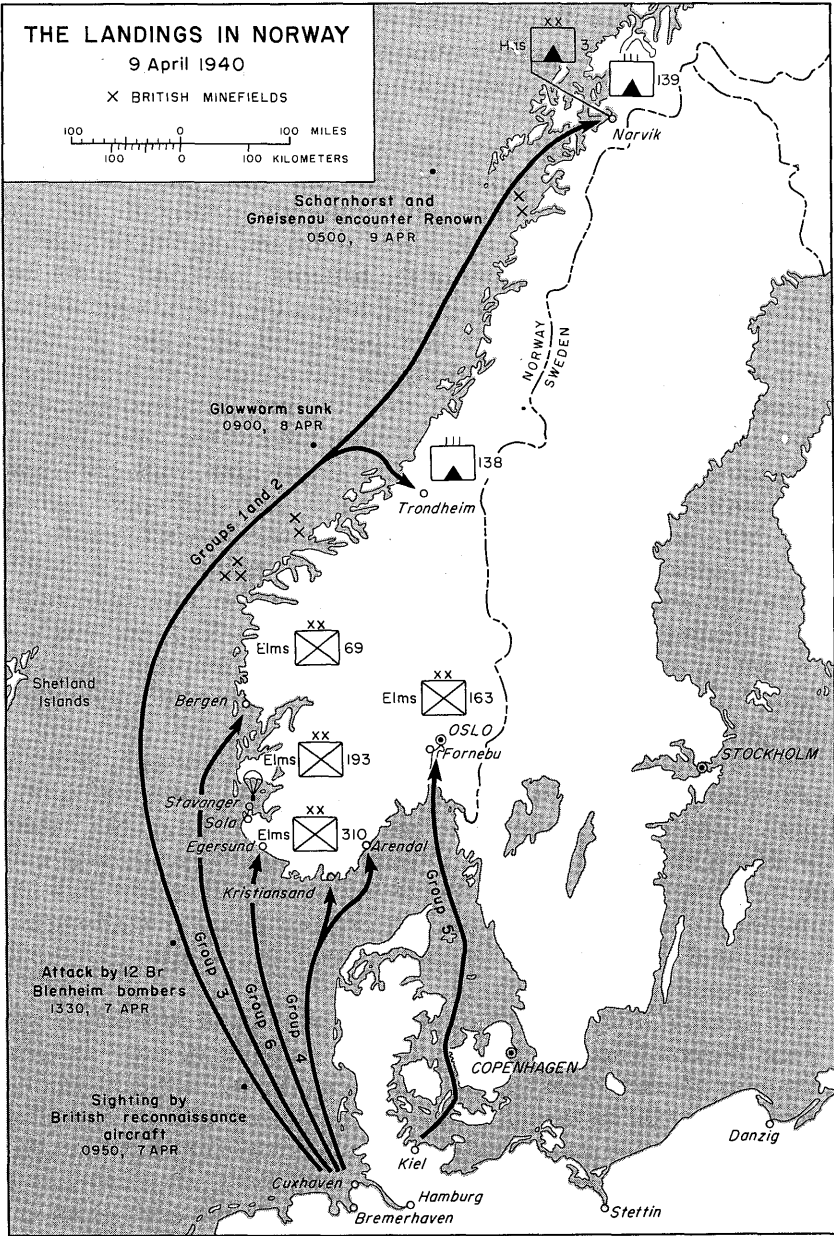 THE LANDINGS IN NORWAY
9 April 1940
X BRITISH MINEFIELDS
100 0 100 MILES
100 0 100 KILOMETERS
XX
Hqs 3
III
139
Narvik
Scharnhorst and
Gneisenau encounter Renown
0500, 9 APR
NORWAY
SWEDEN
Glowworm sunk
0900, 8 APR
III
138
Trondheim
Groups 1 and 2
XX
Elms 69
Shetland
Islands
Bergen
XX
Elms 163
OSLO
Fornebu
STOCKHOLM
XX
Elms 193
Stavanger
Sola
XX
Elms 310
Egersund
Arendal
Kristiansand
Group 5
Attack by 12 Br
Blenheim bombers
1330, 7 APR
Group 3
Group 6
Group 4
COPENHAGEN
Sighting by
British reconnaissance
aircraft
0950, 7 APR
Danzig
Kiel
Cuxhaven
Hamburg
Bremerhaven
Stettin